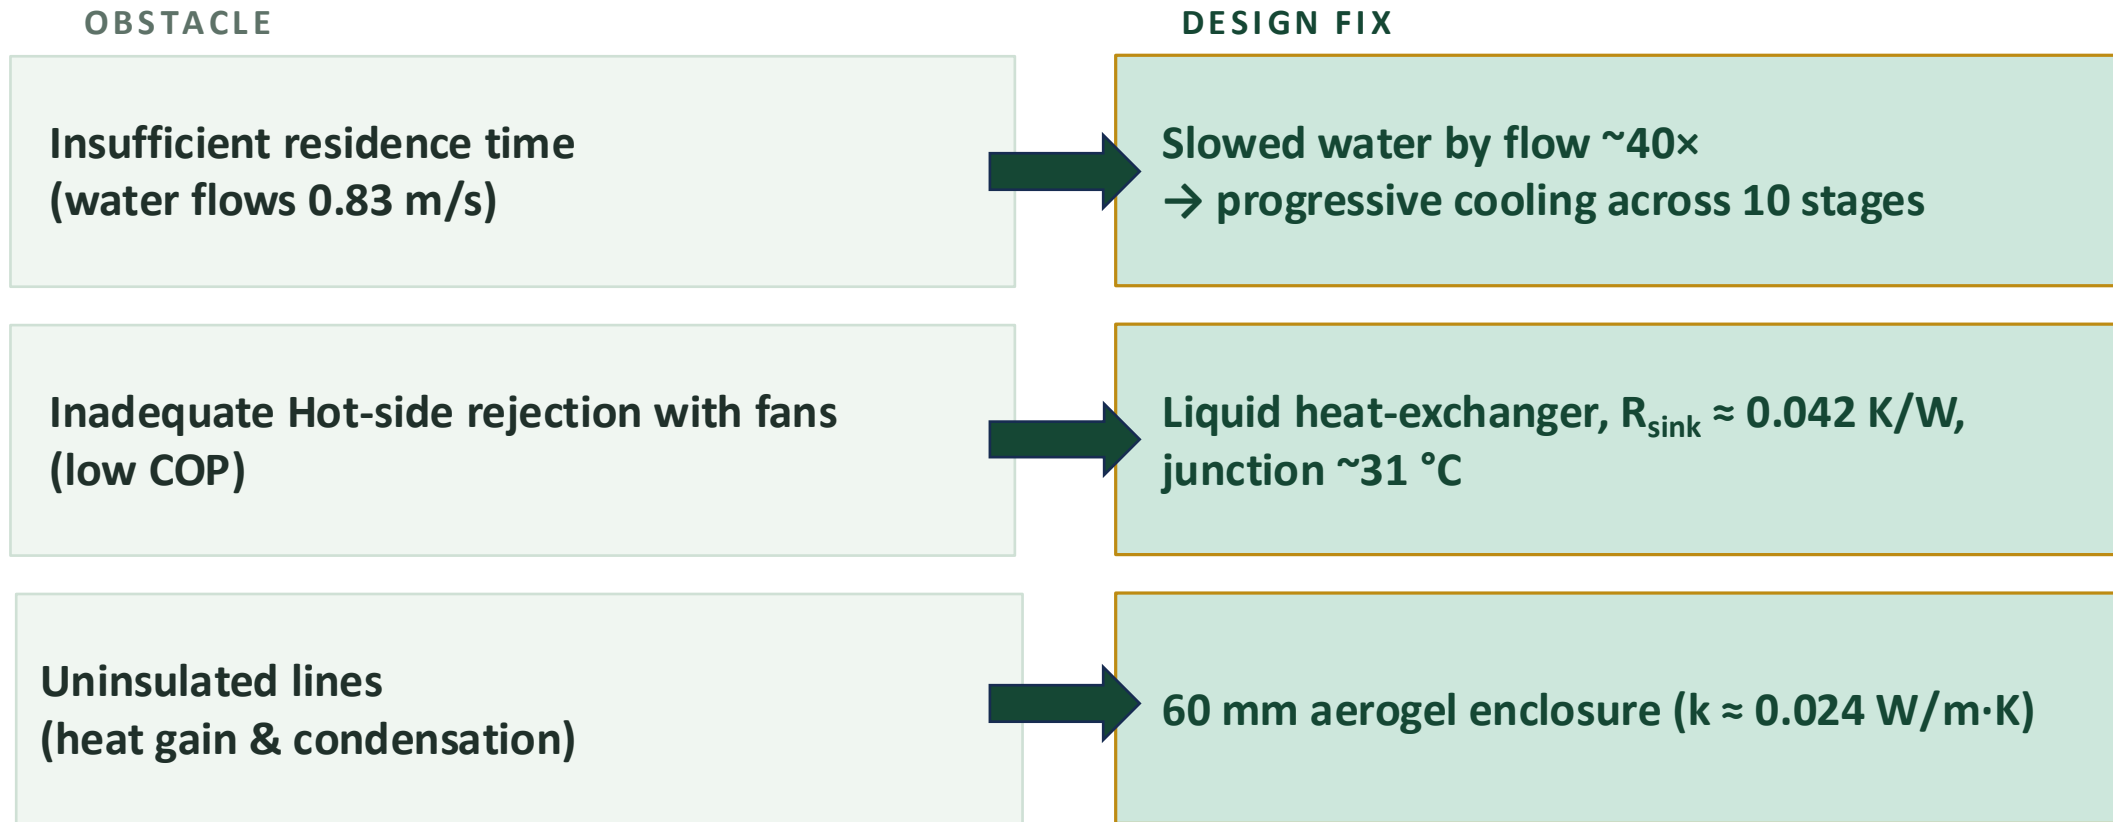 OBSTACLE
DESIGN FIX
Insufficient residence time
(water flows 0.83 m/s)
Slowed water by flow ~40×
→ progressive cooling across 10 stages
Inadequate Hot-side rejection with fans
(low COP)
Liquid heat-exchanger, Rsink ≈ 0.042 K/W,
junction ~31 °C
Uninsulated lines
(heat gain & condensation)
60 mm aerogel enclosure (k ≈ 0.024 W/m·K)